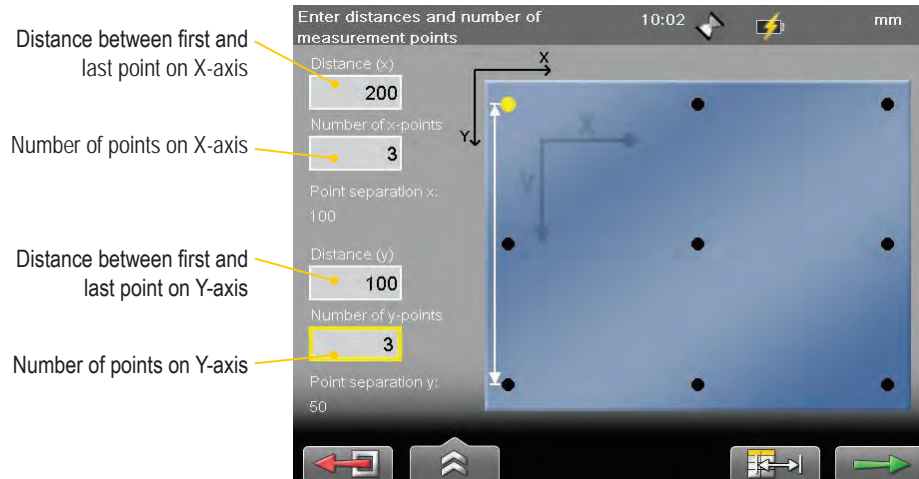 Enter distances and number of
measurement points
10:02
mm
Distance between first and
last point on X-axis
Distance (x)
200
Number of points on X-axis
Number of x-points
3
Point separation x:
100
Distance between first and
last point on Y-axis
Distance (y)
100
Number of points on Y-axis
Number of y-points
3
Point separation y:
50
X
Y
X
Y